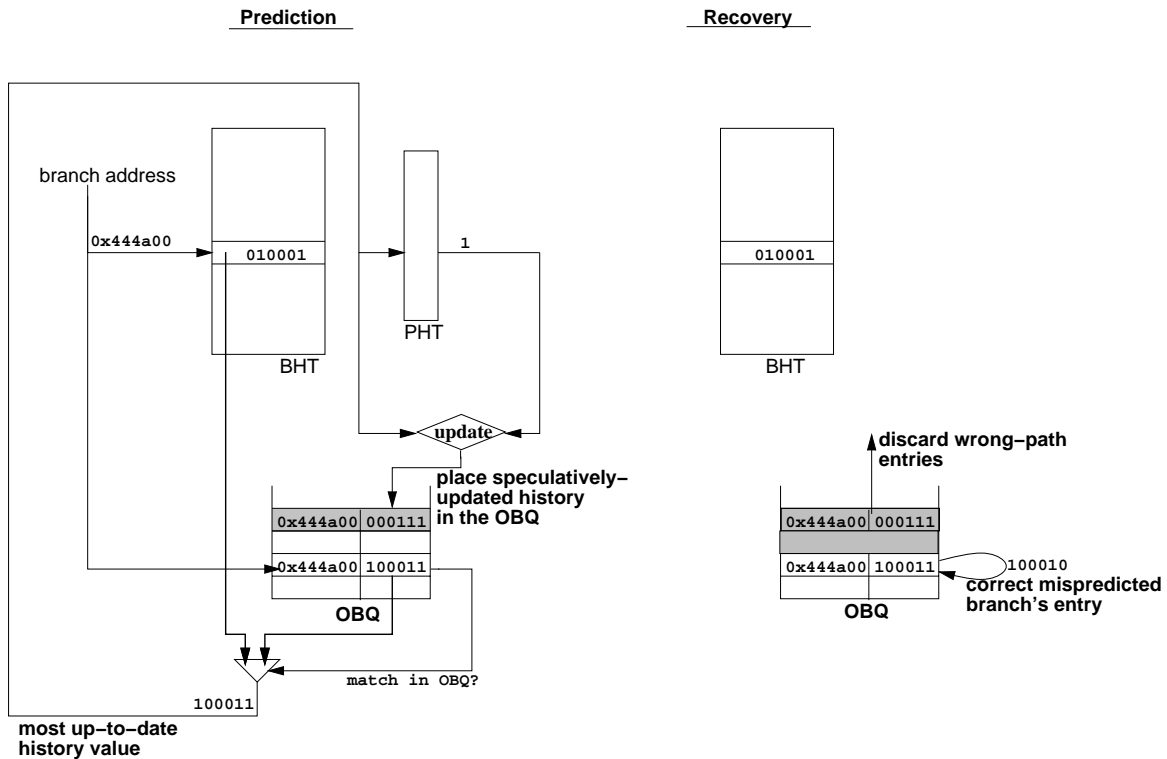 Prediction
Recovery
branch address
0x444a00
010001
1
010001
PHT
BHT
BHT
update
place speculatively–
updated history
in the OBQ
discard wrong–path
entries
0x444a00 000111
0x444a00 000111
0x444a00 100011
0x444a00 100011
100010
correct mispredicted
branch's entry
OBQ
OBQ
match in OBQ?
100011
most up–to–date
history value